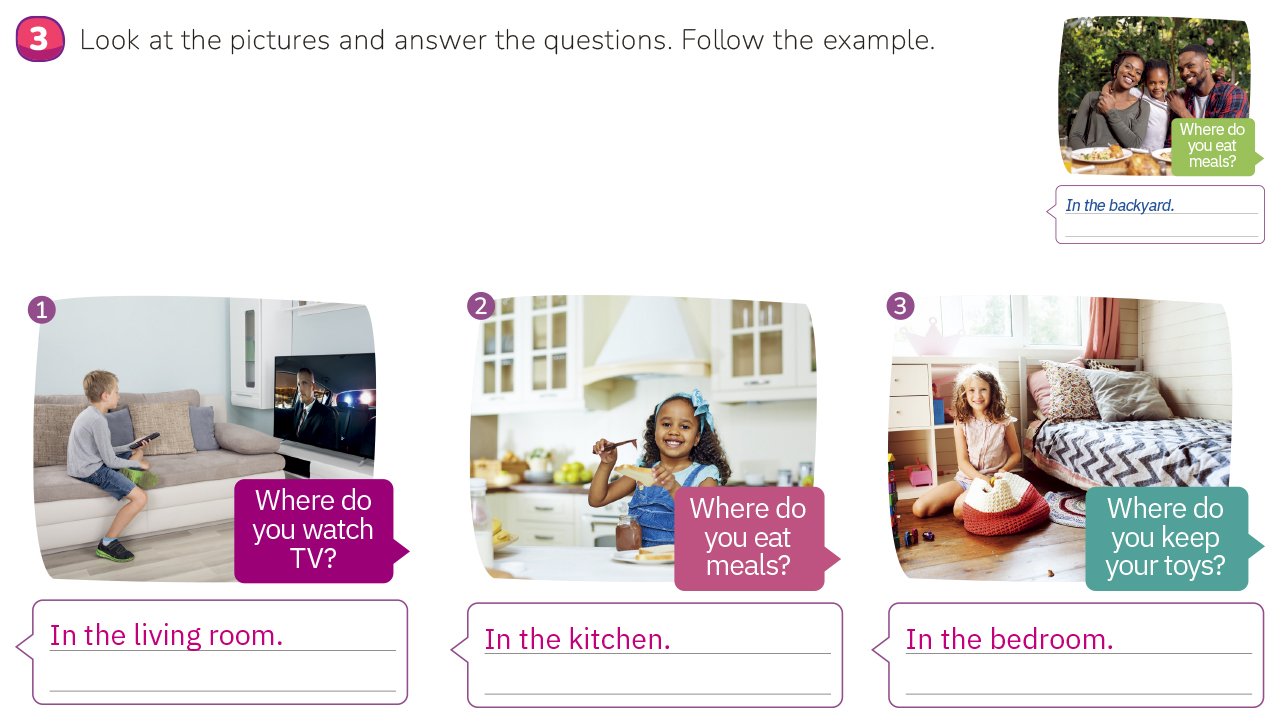 3 Look at the pictures and answer the questions. Follow the example.
Where do
you eat
meals?
In the backyard.
1
Where do
you watch
TV?
In the living room.
2
Where do
you eat
meals?
In the kitchen.
3
Where do
you keep
your toys?
In the bedroom.